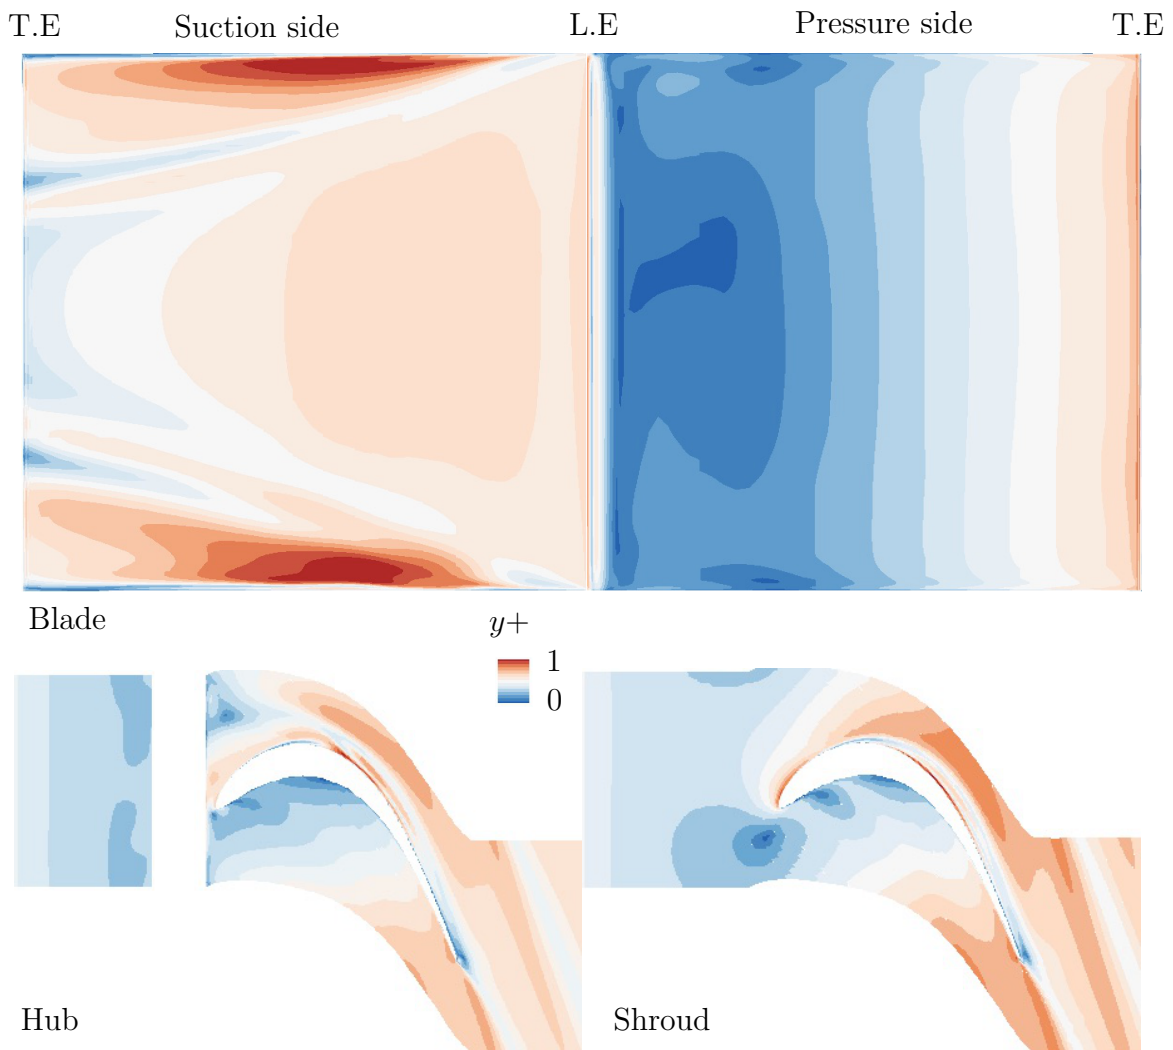 T.E Suction side L.E Pressure side T.E
Blade
y+
1
0
Hub Shroud